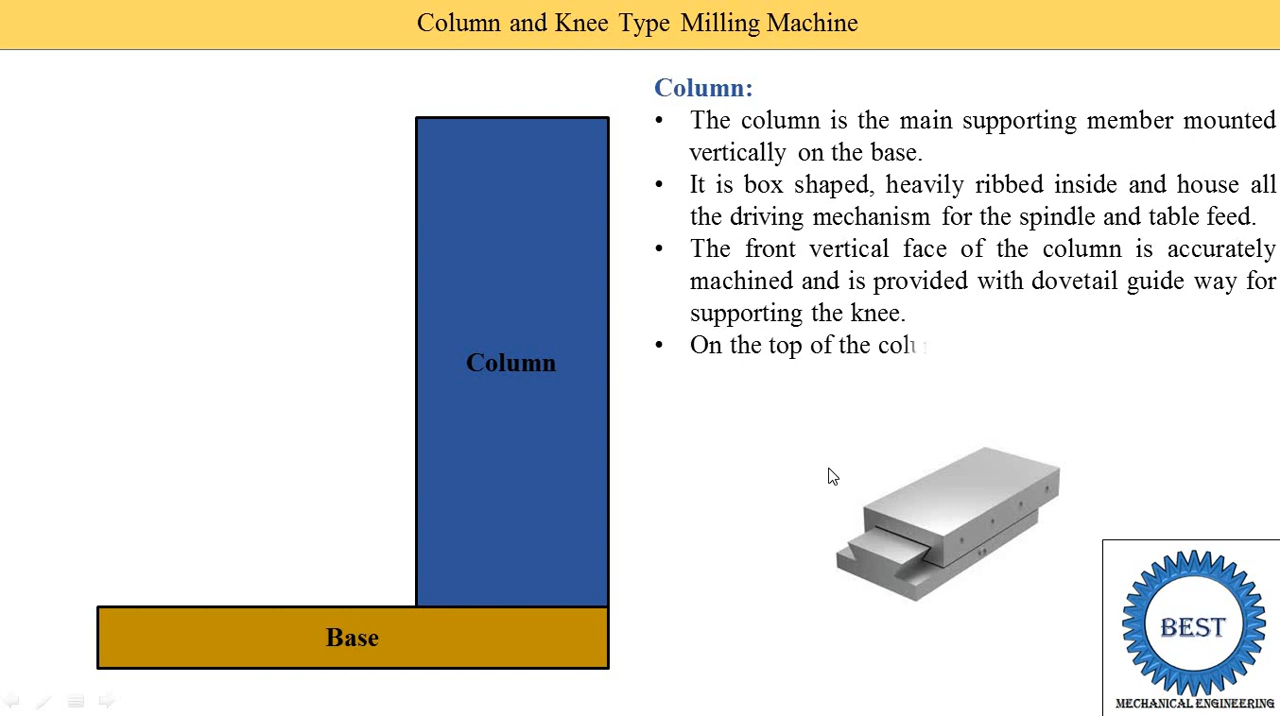 Column and Knee Type Milling Machine
Column:
• The column is the main supporting member mounted
vertically on the base.
• It is box shaped, heavily ribbed inside and house all
the driving mechanism for the spindle and table feed.
• The front vertical face of the column is accurately
machined and is provided with dovetail guide way for
supporting the knee.
• On the top of the
Column
Base
BEST
MECHANICAL ENGINEERING